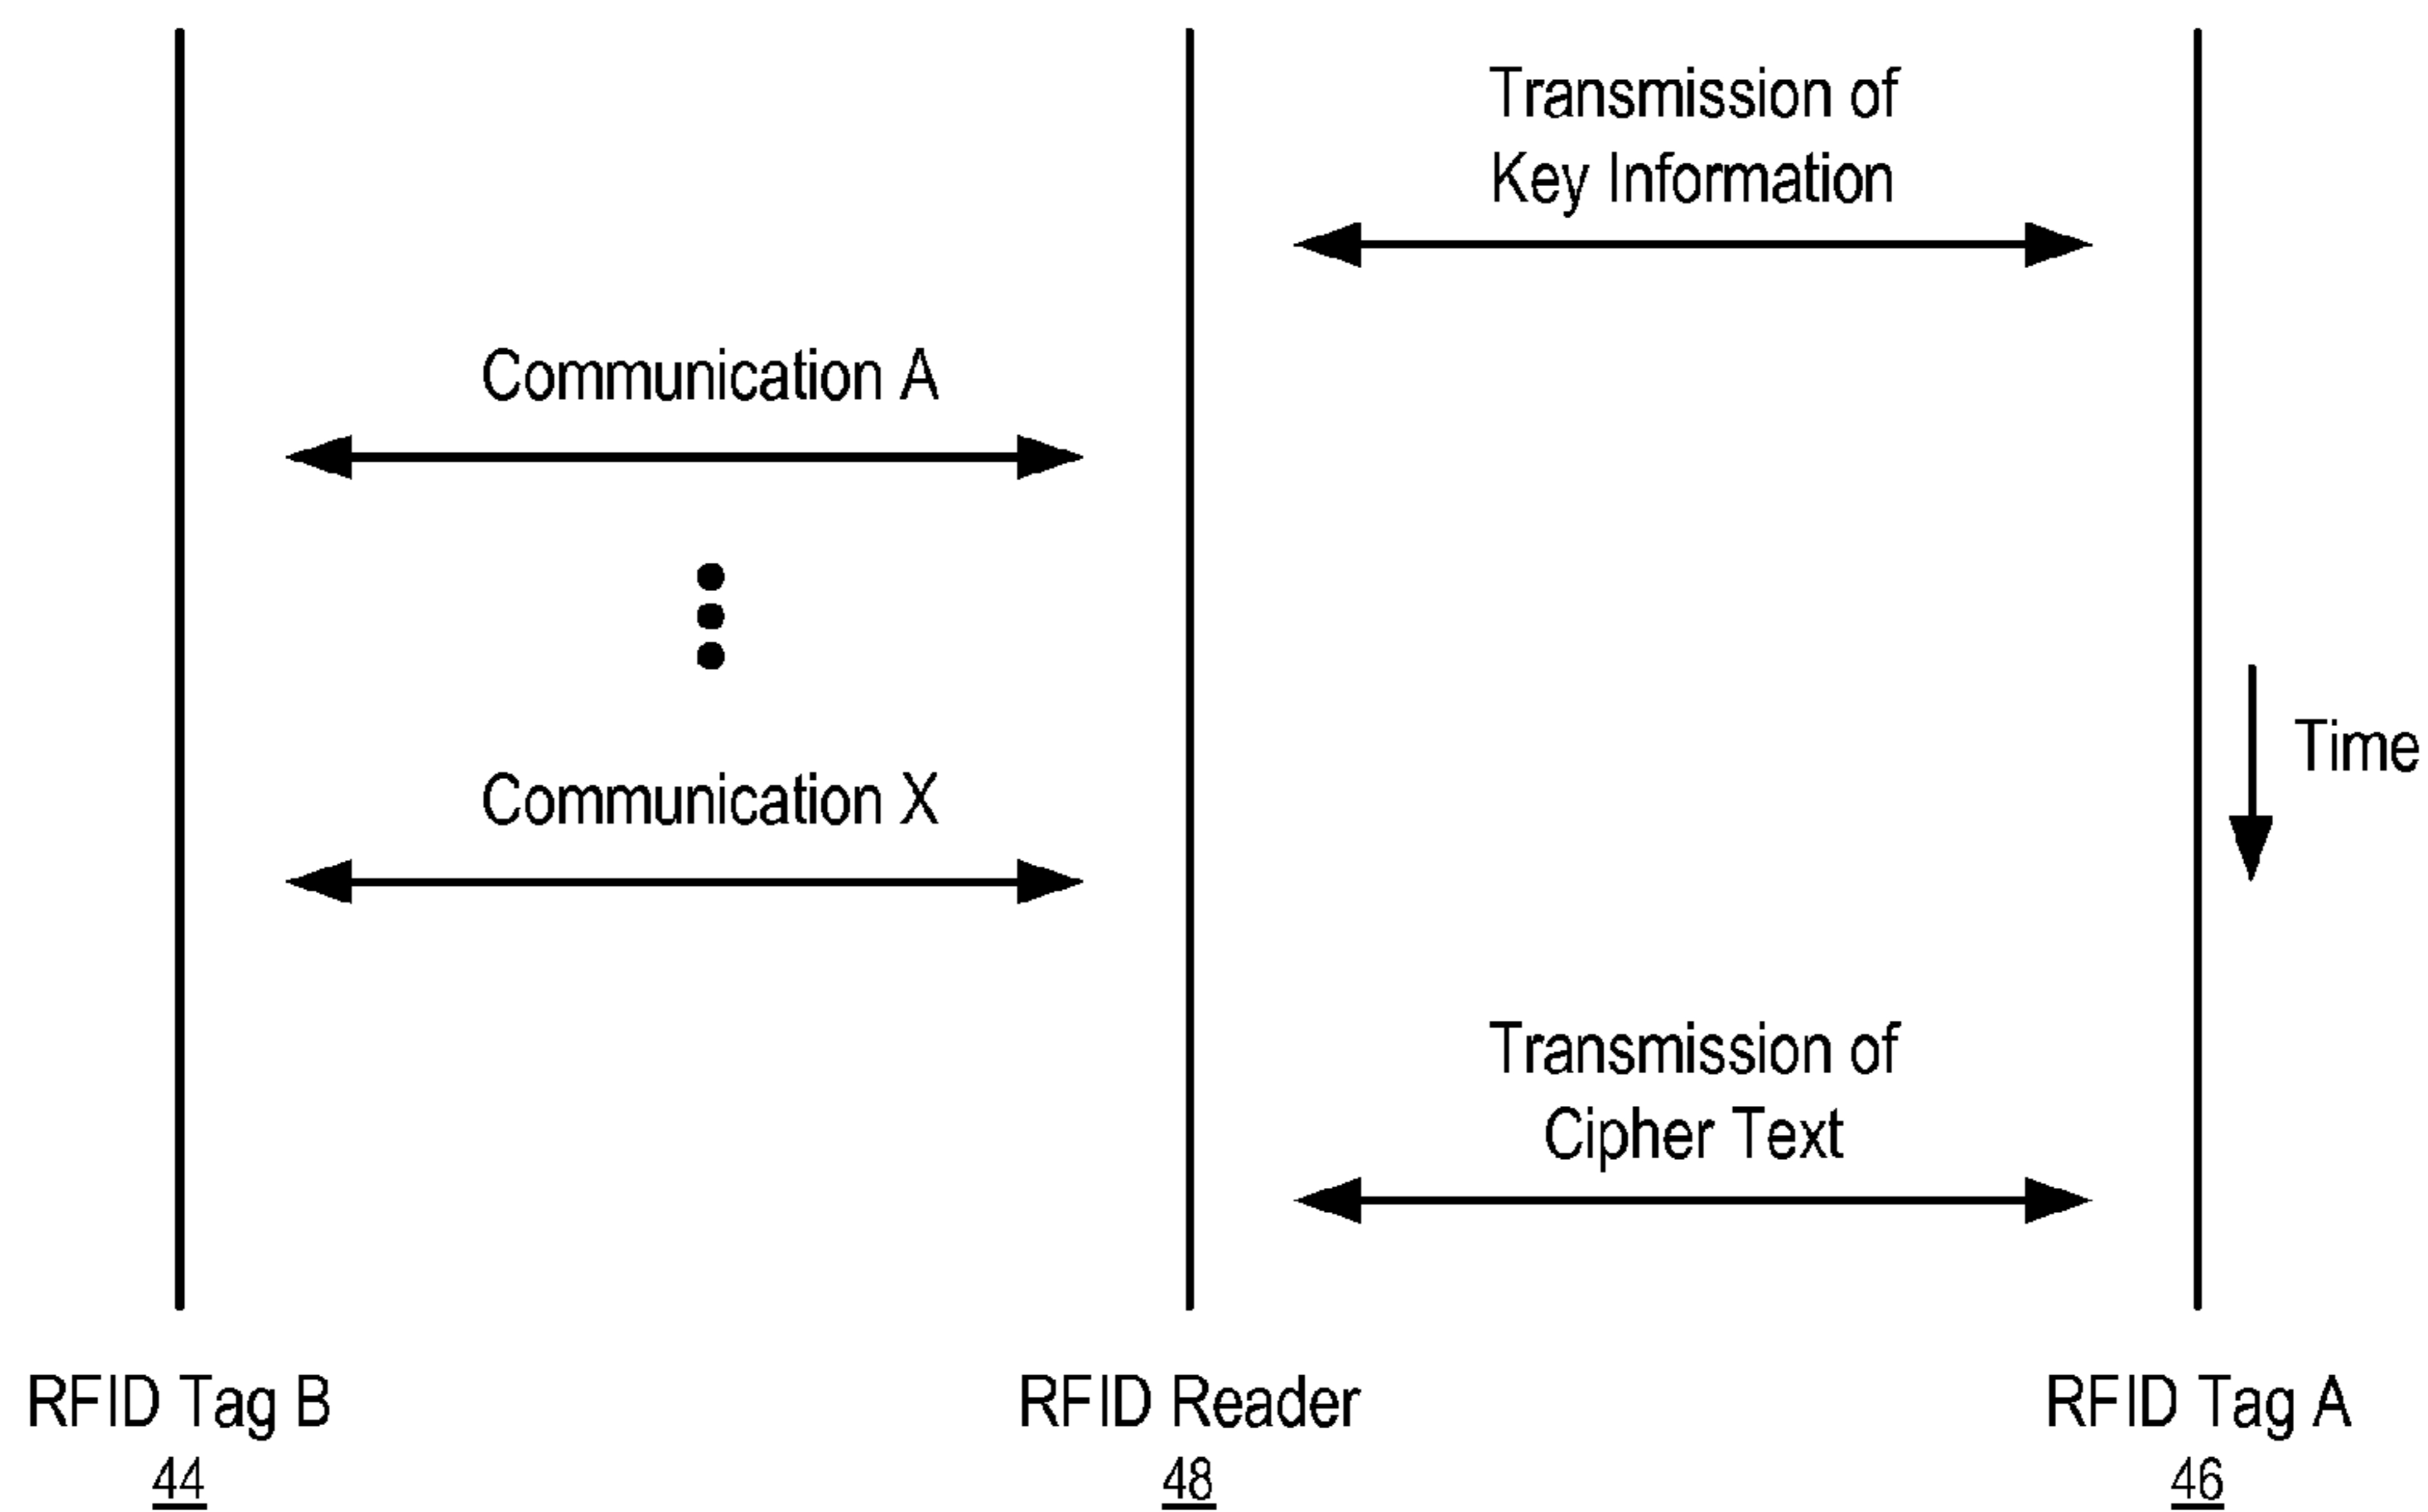 Transmission of
Key Information
Communication A
Communication X
Time
Transmission of
Cipher Text
RFID Tag B
44
RFID Reader
48
RFID Tag A
46